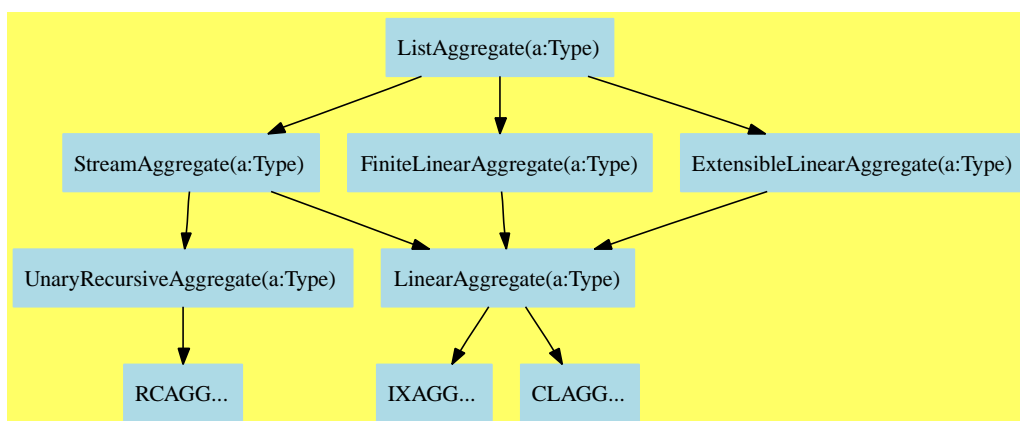 ListAggregate(a:Type)
StreamAggregate(a:Type)
FiniteLinearAggregate(a:Type)
ExtensibleLinearAggregate(a:Type)
UnaryRecursiveAggregate(a:Type)
LinearAggregate(a:Type)
RCAGG...
IXAGG...
CLAGG...